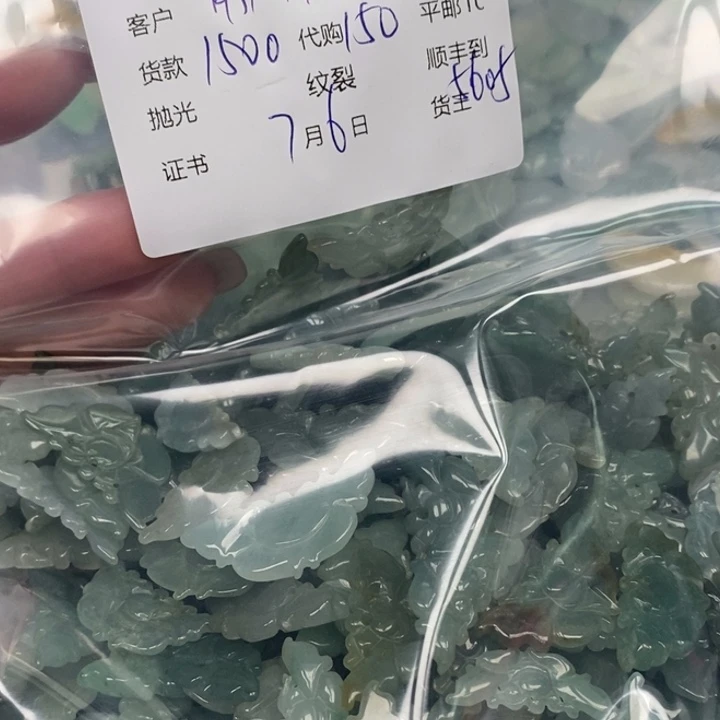 客户
货款 1500 代购 150 平邮
抛光 纹裂 顺丰到
证书 7月6日 货主